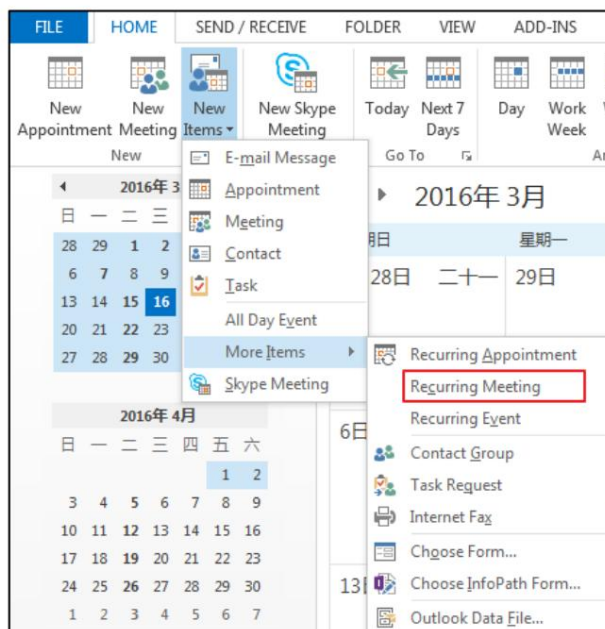 FILE HOME SEND / RECEIVE FOLDER VIEW ADD-INS
New Appointment
New Meeting
New Items
New Skype Meeting
Today
Next 7 Days
Day
Work Week
New
Go To
E-mail Message
Appointment
Meeting
Contact
Task
All Day Event
More Items
Skype Meeting
Recurring Appointment
Recurring Meeting
Recurring Event
Contact Group
Task Request
Internet Fax
Choose Form...
Choose InfoPath Form...
Outlook Data File...
2016年 3
日 一 二 三
28 29 1 2
6 7 8 9
13 14 15 16
20 21 22 23
27 28 29 30
2016年 4月
日 一 二 三 四 五 六
1 2
3 4 5 6 7 8 9
10 11 12 13 14 15 16
17 18 19 20 21 22 23
24 25 26 27 28 29 30
1 2 3 4 5 6 7
2016年 3月
期日 星期一
28日 二十一 29日
6日
13